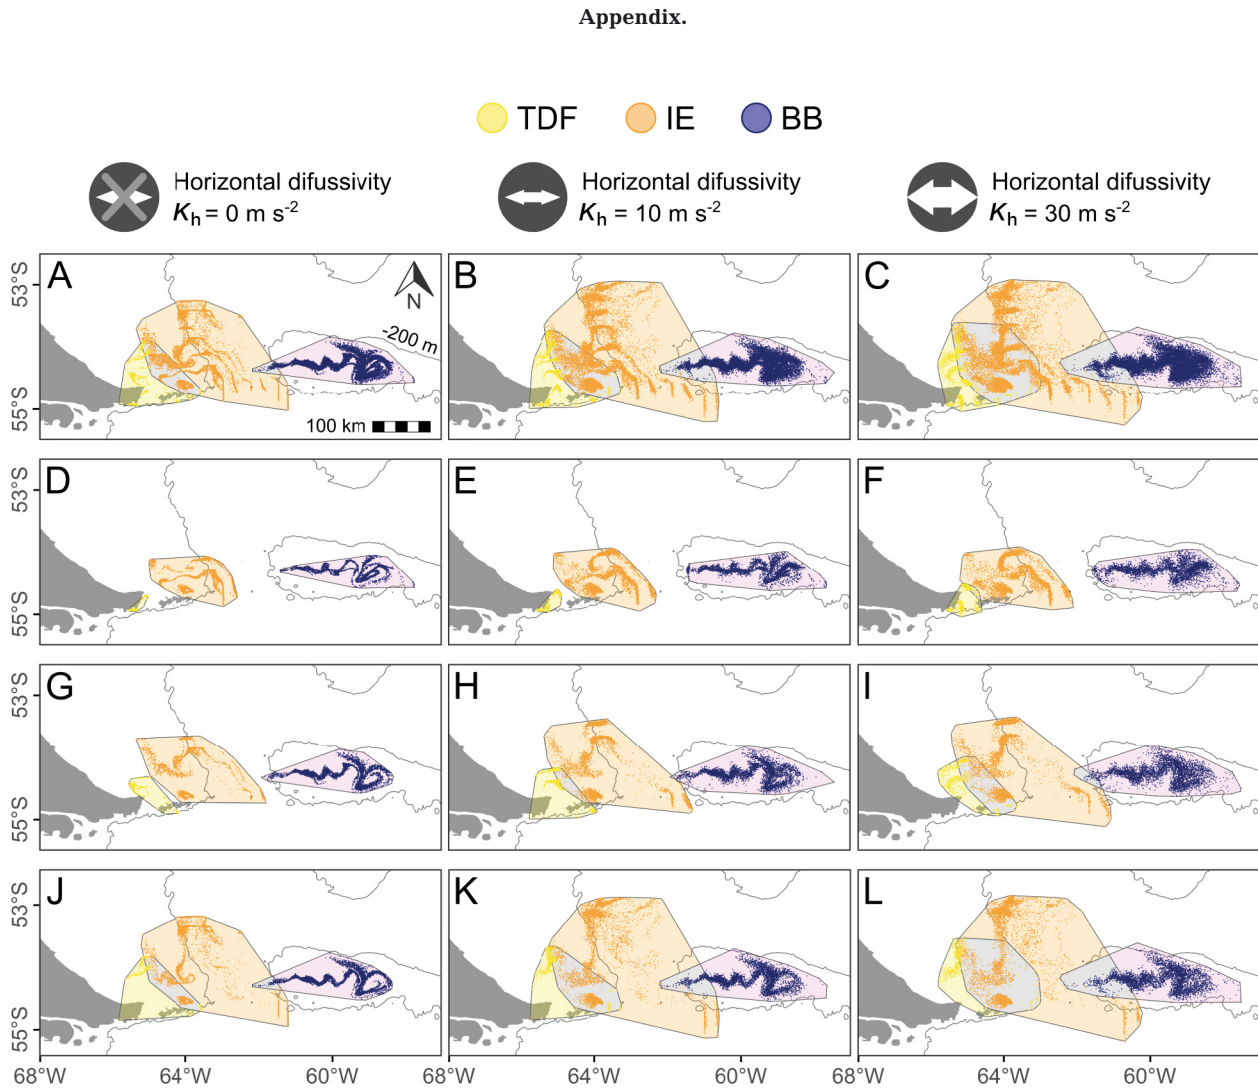 Appendix.
TDF IE BB
Horizontal difussivity
Kh = 0 m s-2
Horizontal difussivity
Kh = 10 m s-2
Horizontal difussivity
Kh = 30 m s-2
A B C
53°S
N
-200 m
55°S
100 km
D E F
53°S
55°S
G H I
53°S
55°S
J K L
53°S
55°S
68°W 64°W 60°W 68°W 64°W 60°W 68°W 64°W 60°W